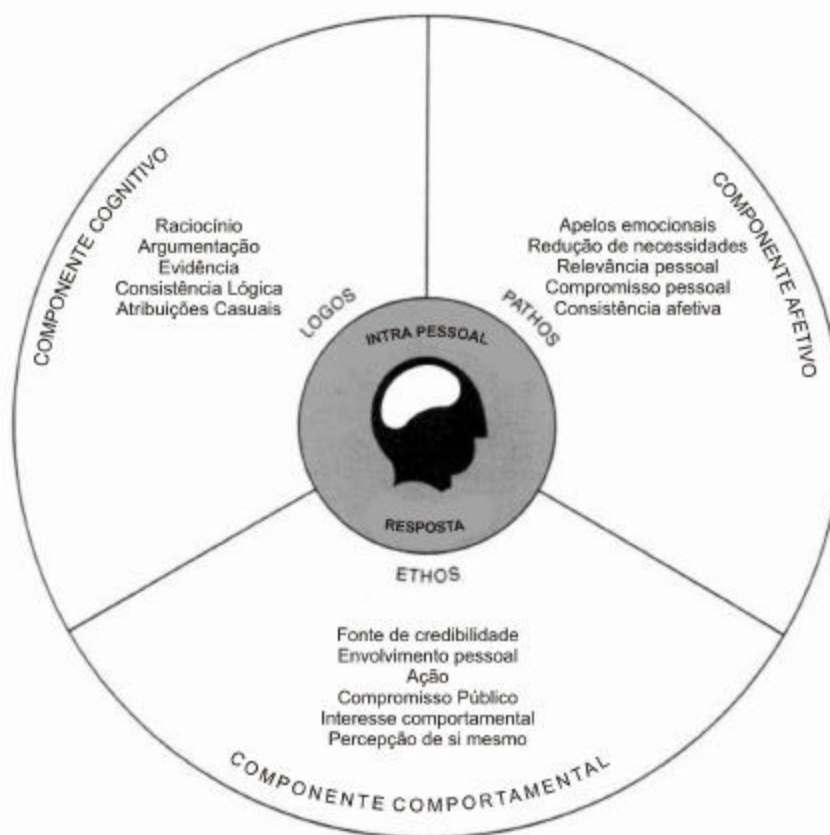 COMPONENTE COGNITIVO
Raciocínio
Argumentação
Evidência
Consistência Lógica
Atribuições Casuais
LOGOS
COMPONENTE AFETIVO
Apelos emocionais
Redução de necessidades
Relevância pessoal
Compromisso pessoal
Consistência afetiva
PATHOS
INTRA PESSOAL
RESPOSTA
ETHOS
Fonte de credibilidade
Envolvimento pessoal
Ação
Compromisso Público
Interesse comportamental
Percepção de si mesmo
COMPONENTE COMPORTAMENTAL